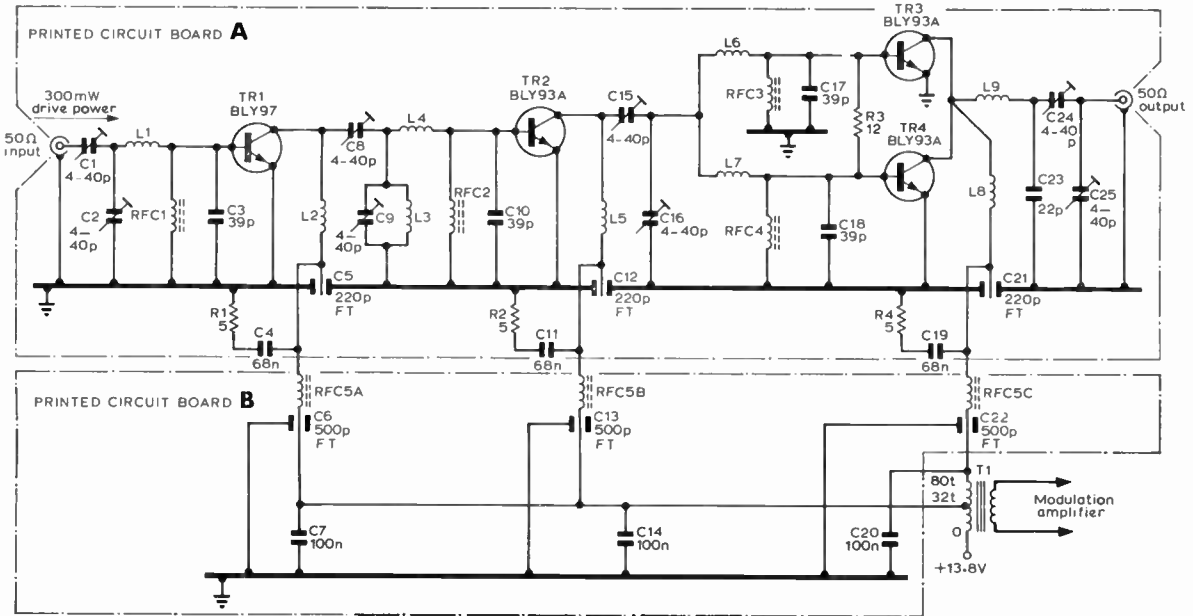 PRINTED CIRCUIT BOARD A
300mW
drive power
50Ω
input
C1
4-40p
L1
C2
4-
40p
RFC1
C3
39p
TR1
BLY97
L2
C8
4-40p
C9
4-
40p
L3
L4
RFC2
C10
39p
TR2
BLY93A
L5
C15
4-40p
C16
4-40p
L6
RFC3
C17
39p
L7
RFC4
C18
39p
R3
12
TR3
BLY93A
TR4
BLY93A
L9
L8
C23
22p
C24
4-40
p
C25
4-
40p
50Ω
output
C5
220p
FT
R1
5
C4
68n
C12
220p
FT
R2
5
C11
68n
C21
220p
FT
R4
5
C19
68n
PRINTED CIRCUIT BOARD B
RFC5A
C6
500p
FT
RFC5B
C13
500p
FT
RFC5C
C22
500p
FT
C7
100n
C14
100n
C20
100n
80t
32t
0
T1
+13·8V
Modulation
amplifier